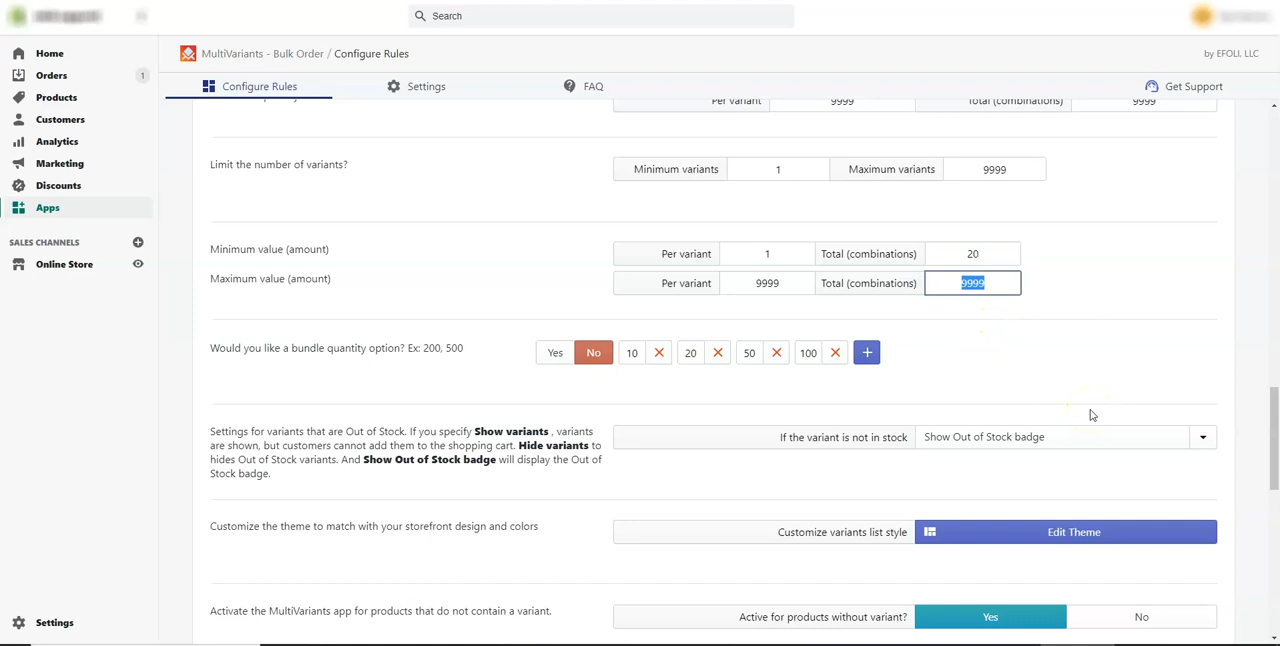 Search
Home
Orders 1
Products
Customers
Analytics
Marketing
Discounts
Apps
SALES CHANNELS
Online Store
Settings
MultiVariants - Bulk Order / Configure Rules
by EFOLI, LLC
Configure Rules
Settings
FAQ
Get Support
Per variant 9999 Total (combinations) 9999
Limit the number of variants?
Minimum variants 1 Maximum variants 9999
Minimum value (amount)
Per variant 1 Total (combinations) 20
Maximum value (amount)
Per variant 9999 Total (combinations) 9999
Would you like a bundle quantity option? Ex: 200, 500
Yes No 10 20 50 100
Settings for variants that are Out of Stock. If you specify Show variants , variants
are shown, but customers cannot add them to the shopping cart. Hide variants to
hides Out of Stock variants. And Show Out of Stock badge will display the Out of
Stock badge.
If the variant is not in stock Show Out of Stock badge
Customize the theme to match with your storefront design and colors
Customize variants list style Edit Theme
Activate the MultiVariants app for products that do not contain a variant.
Active for products without variant? Yes No